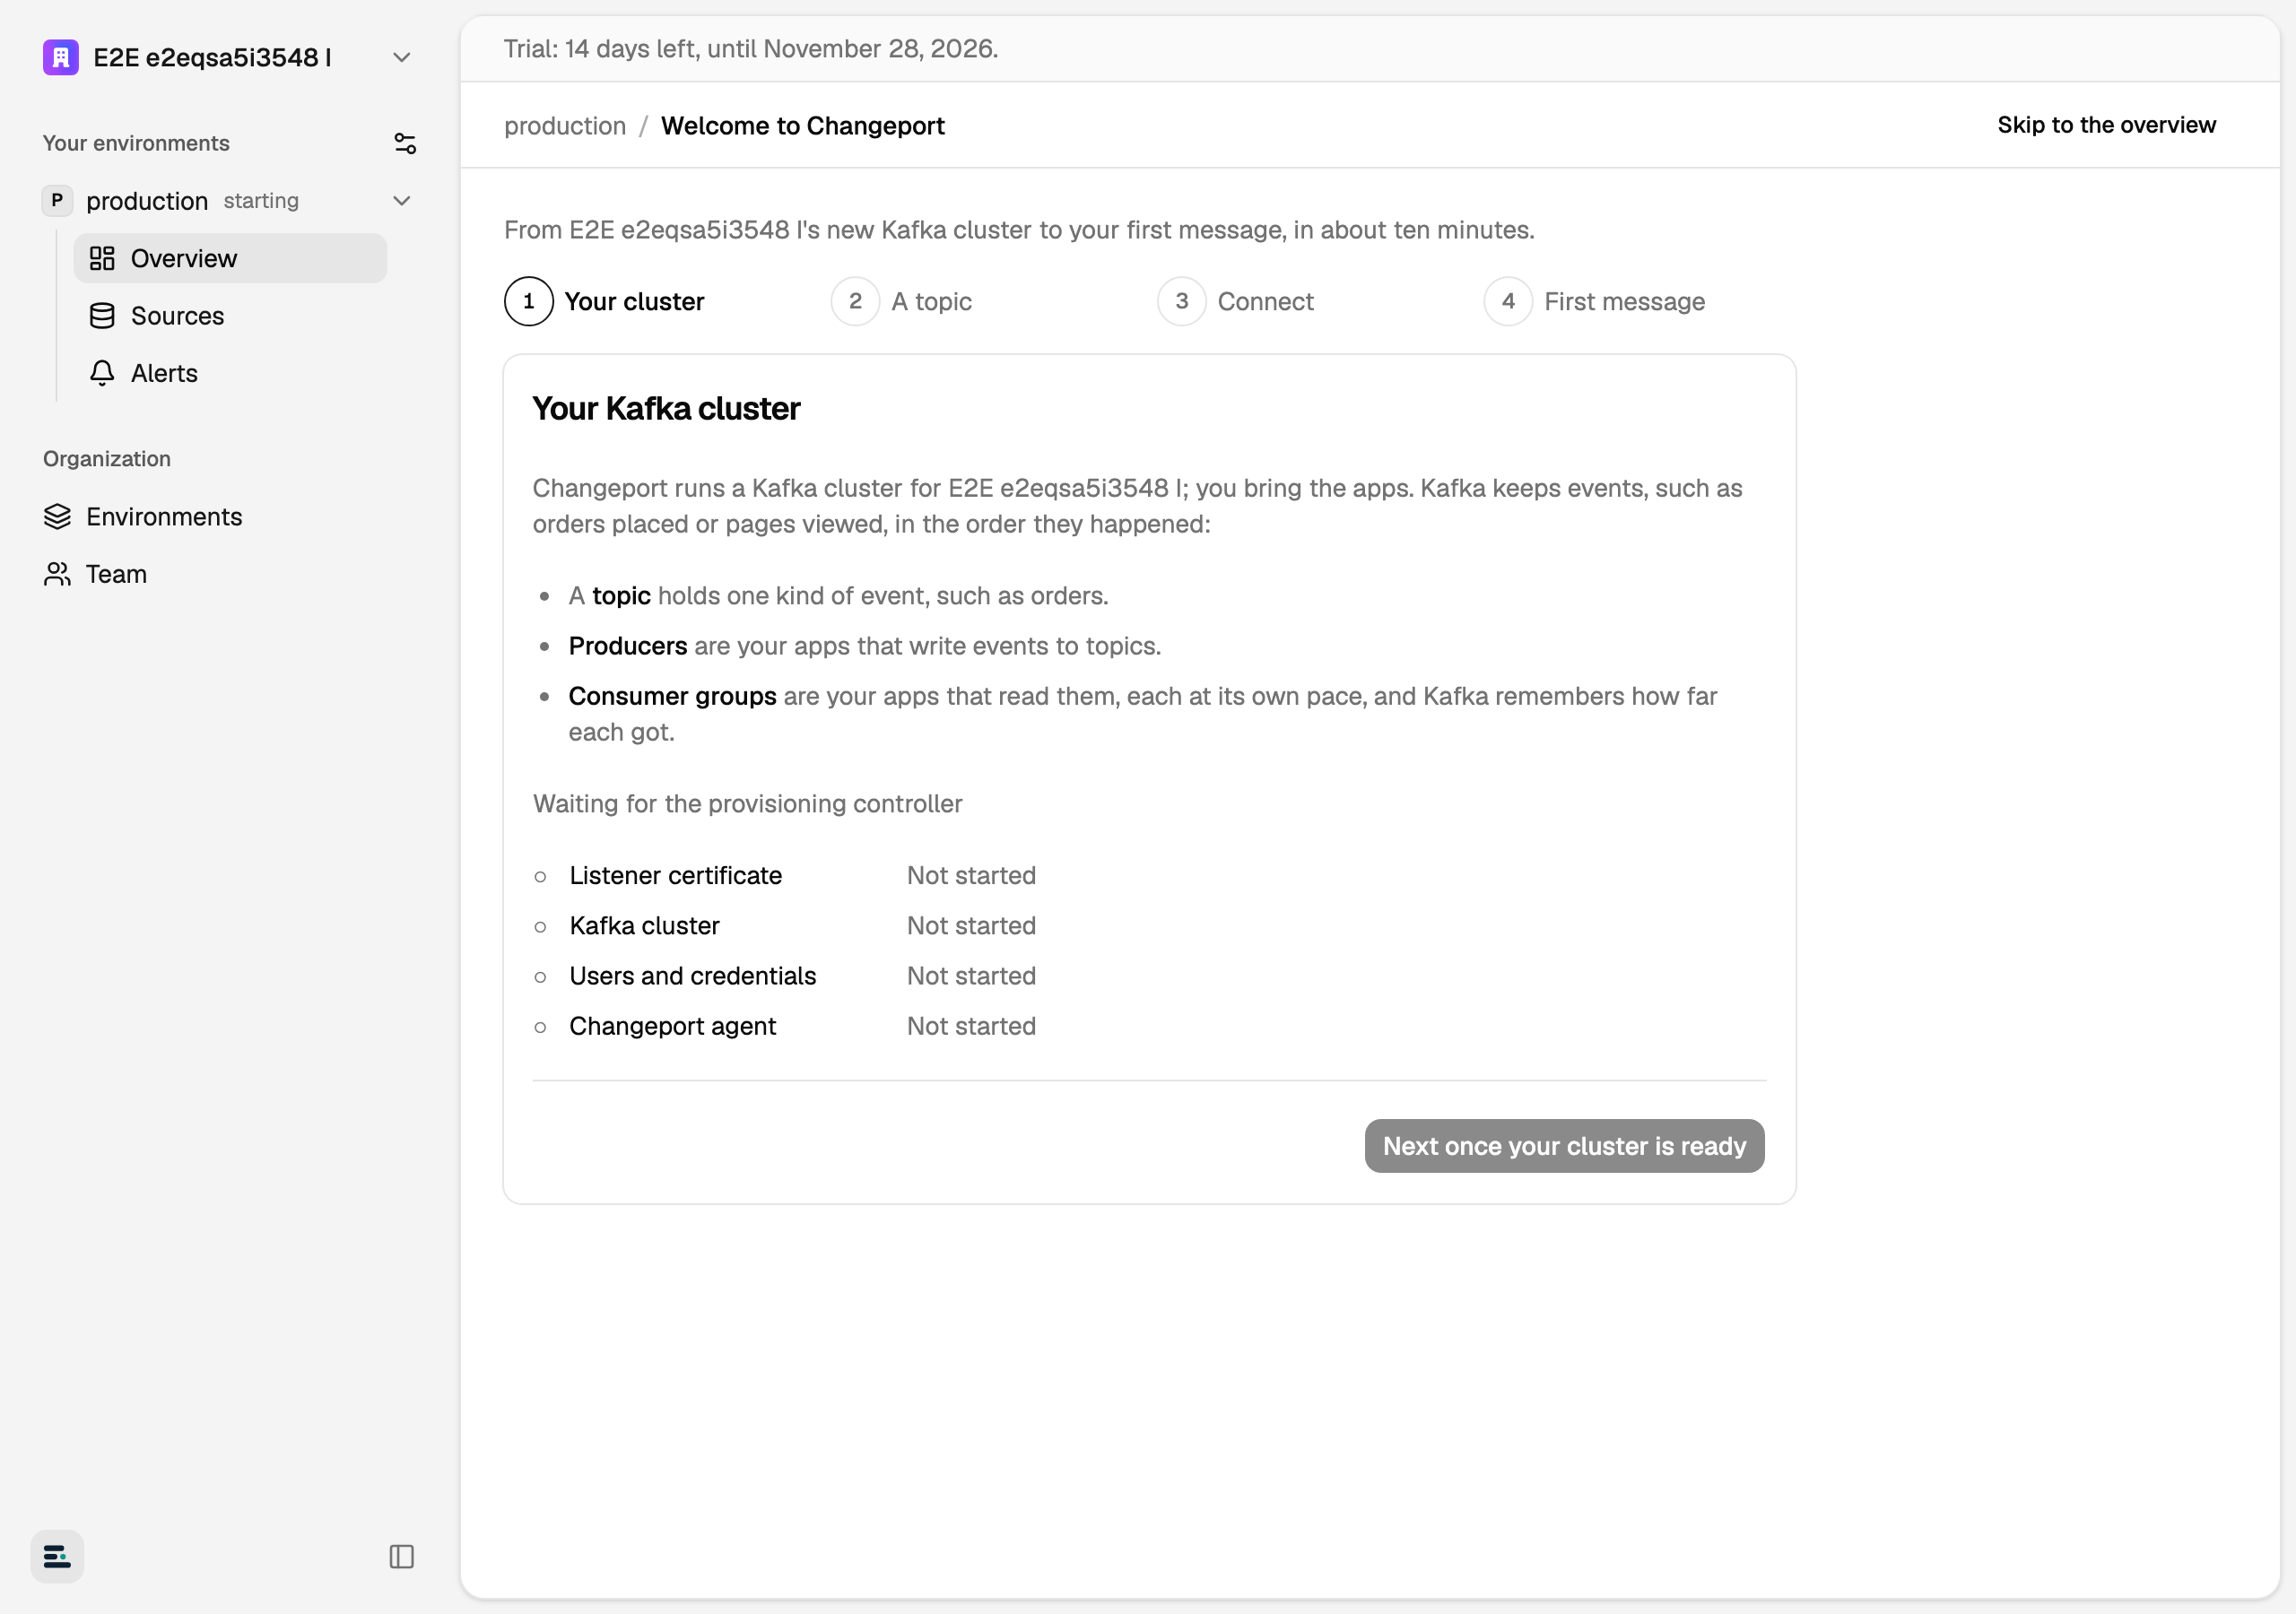 E2E e2eqsa5i3548 I
Your environments
P production starting
Overview
Sources
Alerts
Organization
Environments
Team
Trial: 14 days left, until November 28, 2026.
production / Welcome to Changeport
Skip to the overview
From E2E e2eqsa5i3548 I's new Kafka cluster to your first message, in about ten minutes.
1 Your cluster
2 A topic
3 Connect
4 First message
Your Kafka cluster
Changeport runs a Kafka cluster for E2E e2eqsa5i3548 I; you bring the apps. Kafka keeps events, such as
orders placed or pages viewed, in the order they happened:
A topic holds one kind of event, such as orders.
Producers are your apps that write events to topics.
Consumer groups are your apps that read them, each at its own pace, and Kafka remembers how far
each got.
Waiting for the provisioning controller
Listener certificate Not started
Kafka cluster Not started
Users and credentials Not started
Changeport agent Not started
Next once your cluster is ready